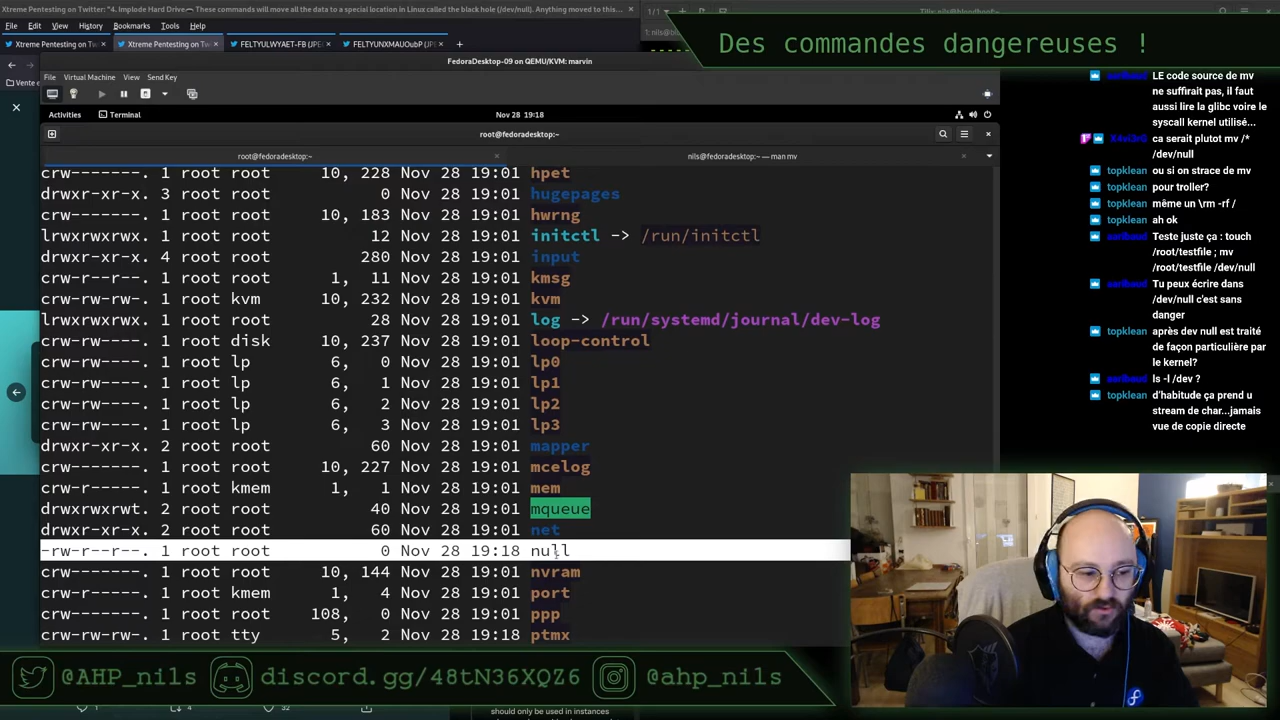 Xtreme Pentesting on Twitter: "4. Implode Hard Drive These commands will move all the data to a special location in Linux called the black hole (/dev/null). Anything moved to this...
1/1
File Edit View History Bookmarks Tools Help
Xtreme Pentesting on Tw:
Xtreme Pentesting on Tw:
FELTYULWYAET-FB (JPE
FELTYUNXMAUOubP (JPE
Des commandes dangereuses !
FedoraDesktop-09 on QEMU/KVM: marvin
File Virtual Machine View Send Key
Vente e
Activities Terminal
Nov 28 19:18
root@fedoradesktop:~
root@fedoradesktop:~
nils@fedoradesktop:~ — man mv
crw-------. 1 root root 10, 228 Nov 28 19:01 hpet
drwxr-xr-x. 3 root root 0 Nov 28 19:01 hugepages
crw-------. 1 root root 10, 183 Nov 28 19:01 hwrng
lrwxrwxrwx. 1 root root 12 Nov 28 19:01 initctl -> /run/initctl
drwxr-xr-x. 4 root root 280 Nov 28 19:01 input
crw-r--r--. 1 root root 1, 11 Nov 28 19:01 kmsg
crw-rw-rw-. 1 root kvm 10, 232 Nov 28 19:01 kvm
lrwxrwxrwx. 1 root root 28 Nov 28 19:01 log -> /run/systemd/journal/dev-log
crw-rw----. 1 root disk 10, 237 Nov 28 19:01 loop-control
crw-rw----. 1 root lp 6, 0 Nov 28 19:01 lp0
crw-rw----. 1 root lp 6, 1 Nov 28 19:01 lp1
crw-rw----. 1 root lp 6, 2 Nov 28 19:01 lp2
crw-rw----. 1 root lp 6, 3 Nov 28 19:01 lp3
drwxr-xr-x. 2 root root 60 Nov 28 19:01 mapper
crw-------. 1 root root 10, 227 Nov 28 19:01 mcelog
crw-r-----. 1 root kmem 1, 1 Nov 28 19:01 mem
drwxrwxrwt. 2 root root 40 Nov 28 19:01 mqueue
drwxr-xr-x. 2 root root 60 Nov 28 19:01 net
-rw-r--r--. 1 root root 0 Nov 28 19:18 null
crw-------. 1 root root 10, 144 Nov 28 19:01 nvram
crw-r-----. 1 root kmem 1, 4 Nov 28 19:01 port
crw-------. 1 root root 108, 0 Nov 28 19:01 ppp
crw-rw-rw-. 1 root tty 5, 2 Nov 28 19:18 ptmx
LE code source de mv
ne suffirait pas, il faut
aussi lire la glibc voire le
syscall kernel utilisé...
ca serait plutot mv /*
/dev/null
topklean ou si on strace de mv
topklean pour troller?
topklean même un \rm -rf /
topklean ah ok
Teste juste ça : touch
/root/testfile ; mv
/root/testfile /dev/null
Tu peux écrire dans
/dev/null c'est sans
danger
topklean après dev null est traité
de façon particulière par
le kernel?
ls -l /dev ?
topklean d'habitude ça prend u
stream de char...jamais
vue de copie directe
@AHP_nils
discord.gg/48tN36XQZ6
@ahp_nils
should only be used in instances